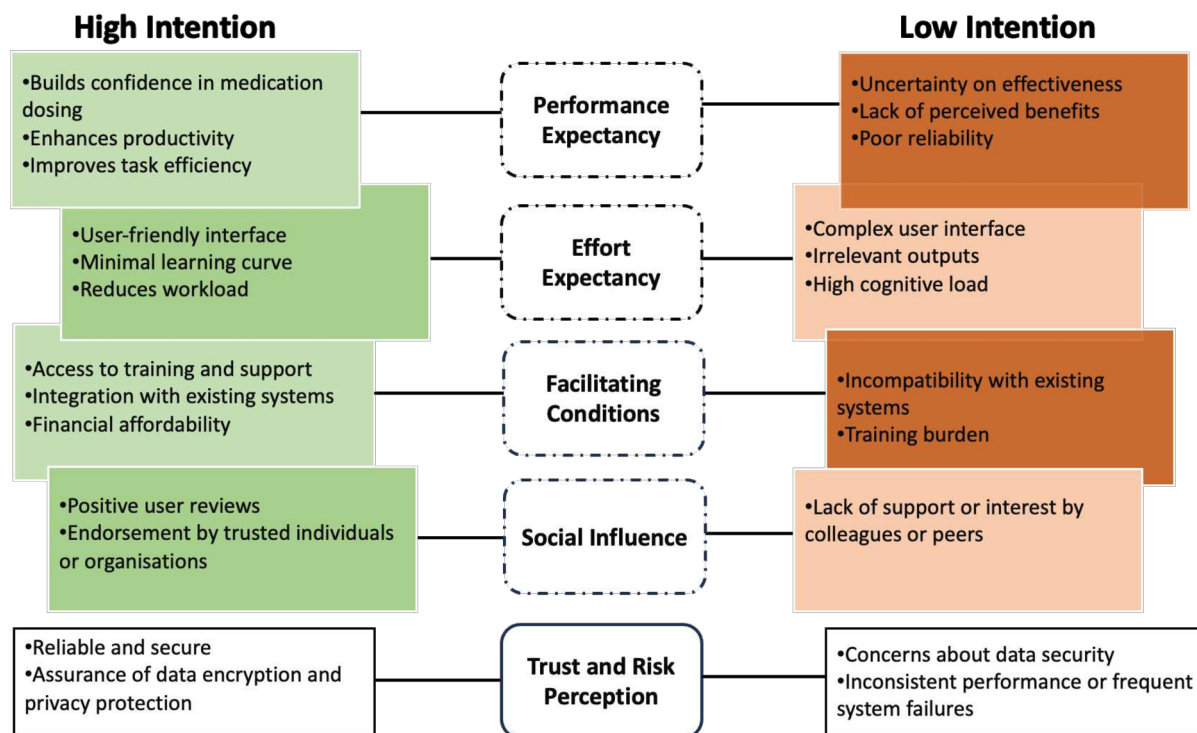 High Intention
Low Intention
•Builds confidence in medication
dosing
•Enhances productivity
•Improves task efficiency
Performance
Expectancy
•Uncertainty on effectiveness
•Lack of perceived benefits
•Poor reliability
•User-friendly interface
•Minimal learning curve
•Reduces workload
Effort
Expectancy
•Complex user interface
•Irrelevant outputs
•High cognitive load
•Access to training and support
•Integration with existing systems
•Financial affordability
Facilitating
Conditions
•Incompatibility with existing
systems
•Training burden
•Positive user reviews
•Endorsement by trusted individuals
or organisations
Social Influence
•Lack of support or interest by
colleagues or peers
•Reliable and secure
•Assurance of data encryption and
privacy protection
Trust and Risk
Perception
•Concerns about data security
•Inconsistent performance or frequent
system failures